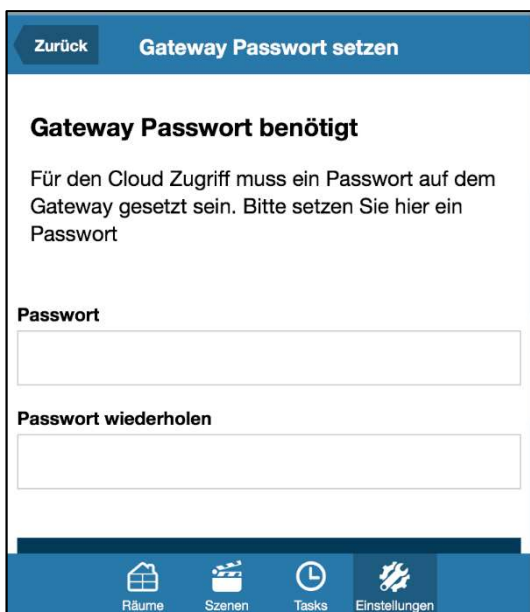 Zurück
Gateway Passwort setzen
Gateway Passwort benötigt
Für den Cloud Zugriff muss ein Passwort auf dem
Gateway gesetzt sein. Bitte setzen Sie hier ein
Passwort
Passwort
Passwort wiederholen
Räume
Szenen
Tasks
Einstellungen